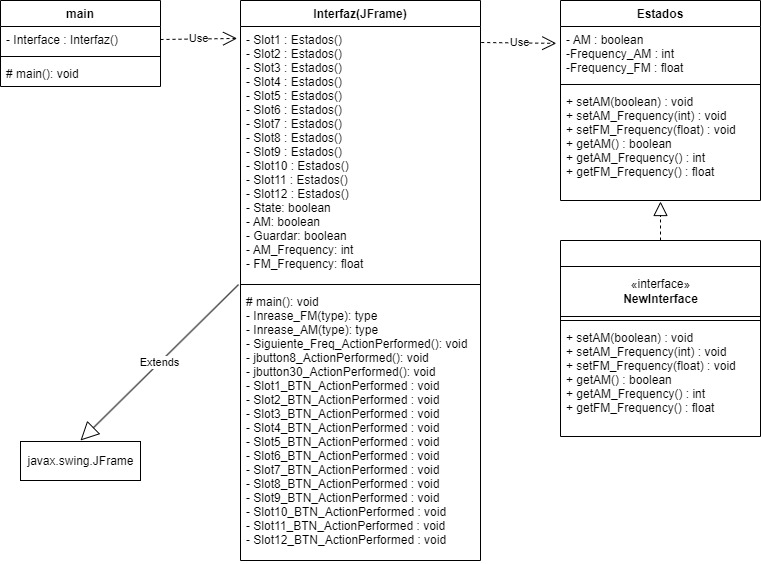 main
- Interface : Interfaz()
# main(): void
Use
Interfaz(JFrame)
- Slot1 : Estados()
- Slot2 : Estados()
- Slot3 : Estados()
- Slot4 : Estados()
- Slot5 : Estados()
- Slot6 : Estados()
- Slot7 : Estados()
- Slot8 : Estados()
- Slot9 : Estados()
- Slot10 : Estados()
- Slot11 : Estados()
- Slot12 : Estados()
- State: boolean
- AM: boolean
- Guardar: boolean
- AM_Frequency: int
- FM_Frequency: float
# main(): void
- Inrease_FM(type): type
- Inrease_AM(type): type
- Siguiente_Freq_ActionPerformed(): void
- jbutton8_ActionPerformed(): void
- jbutton30_ActionPerformed(): void
- Slot1_BTN_ActionPerformed : void
- Slot2_BTN_ActionPerformed : void
- Slot3_BTN_ActionPerformed : void
- Slot4_BTN_ActionPerformed : void
- Slot5_BTN_ActionPerformed : void
- Slot6_BTN_ActionPerformed : void
- Slot7_BTN_ActionPerformed : void
- Slot8_BTN_ActionPerformed : void
- Slot9_BTN_ActionPerformed : void
- Slot10_BTN_ActionPerformed : void
- Slot11_BTN_ActionPerformed : void
- Slot12_BTN_ActionPerformed : void
Extends
javax.swing.JFrame
Use
Estados
- AM : boolean
-Frequency_AM : int
-Frequency_FM : float
+ setAM(boolean) : void
+ setAM_Frequency(int) : void
+ setFM_Frequency(float) : void
+ getAM() : boolean
+ getAM_Frequency() : int
+ getFM_Frequency() : float
«interface»
NewInterface
+ setAM(boolean) : void
+ setAM_Frequency(int) : void
+ setFM_Frequency(float) : void
+ getAM() : boolean
+ getAM_Frequency() : int
+ getFM_Frequency() : float